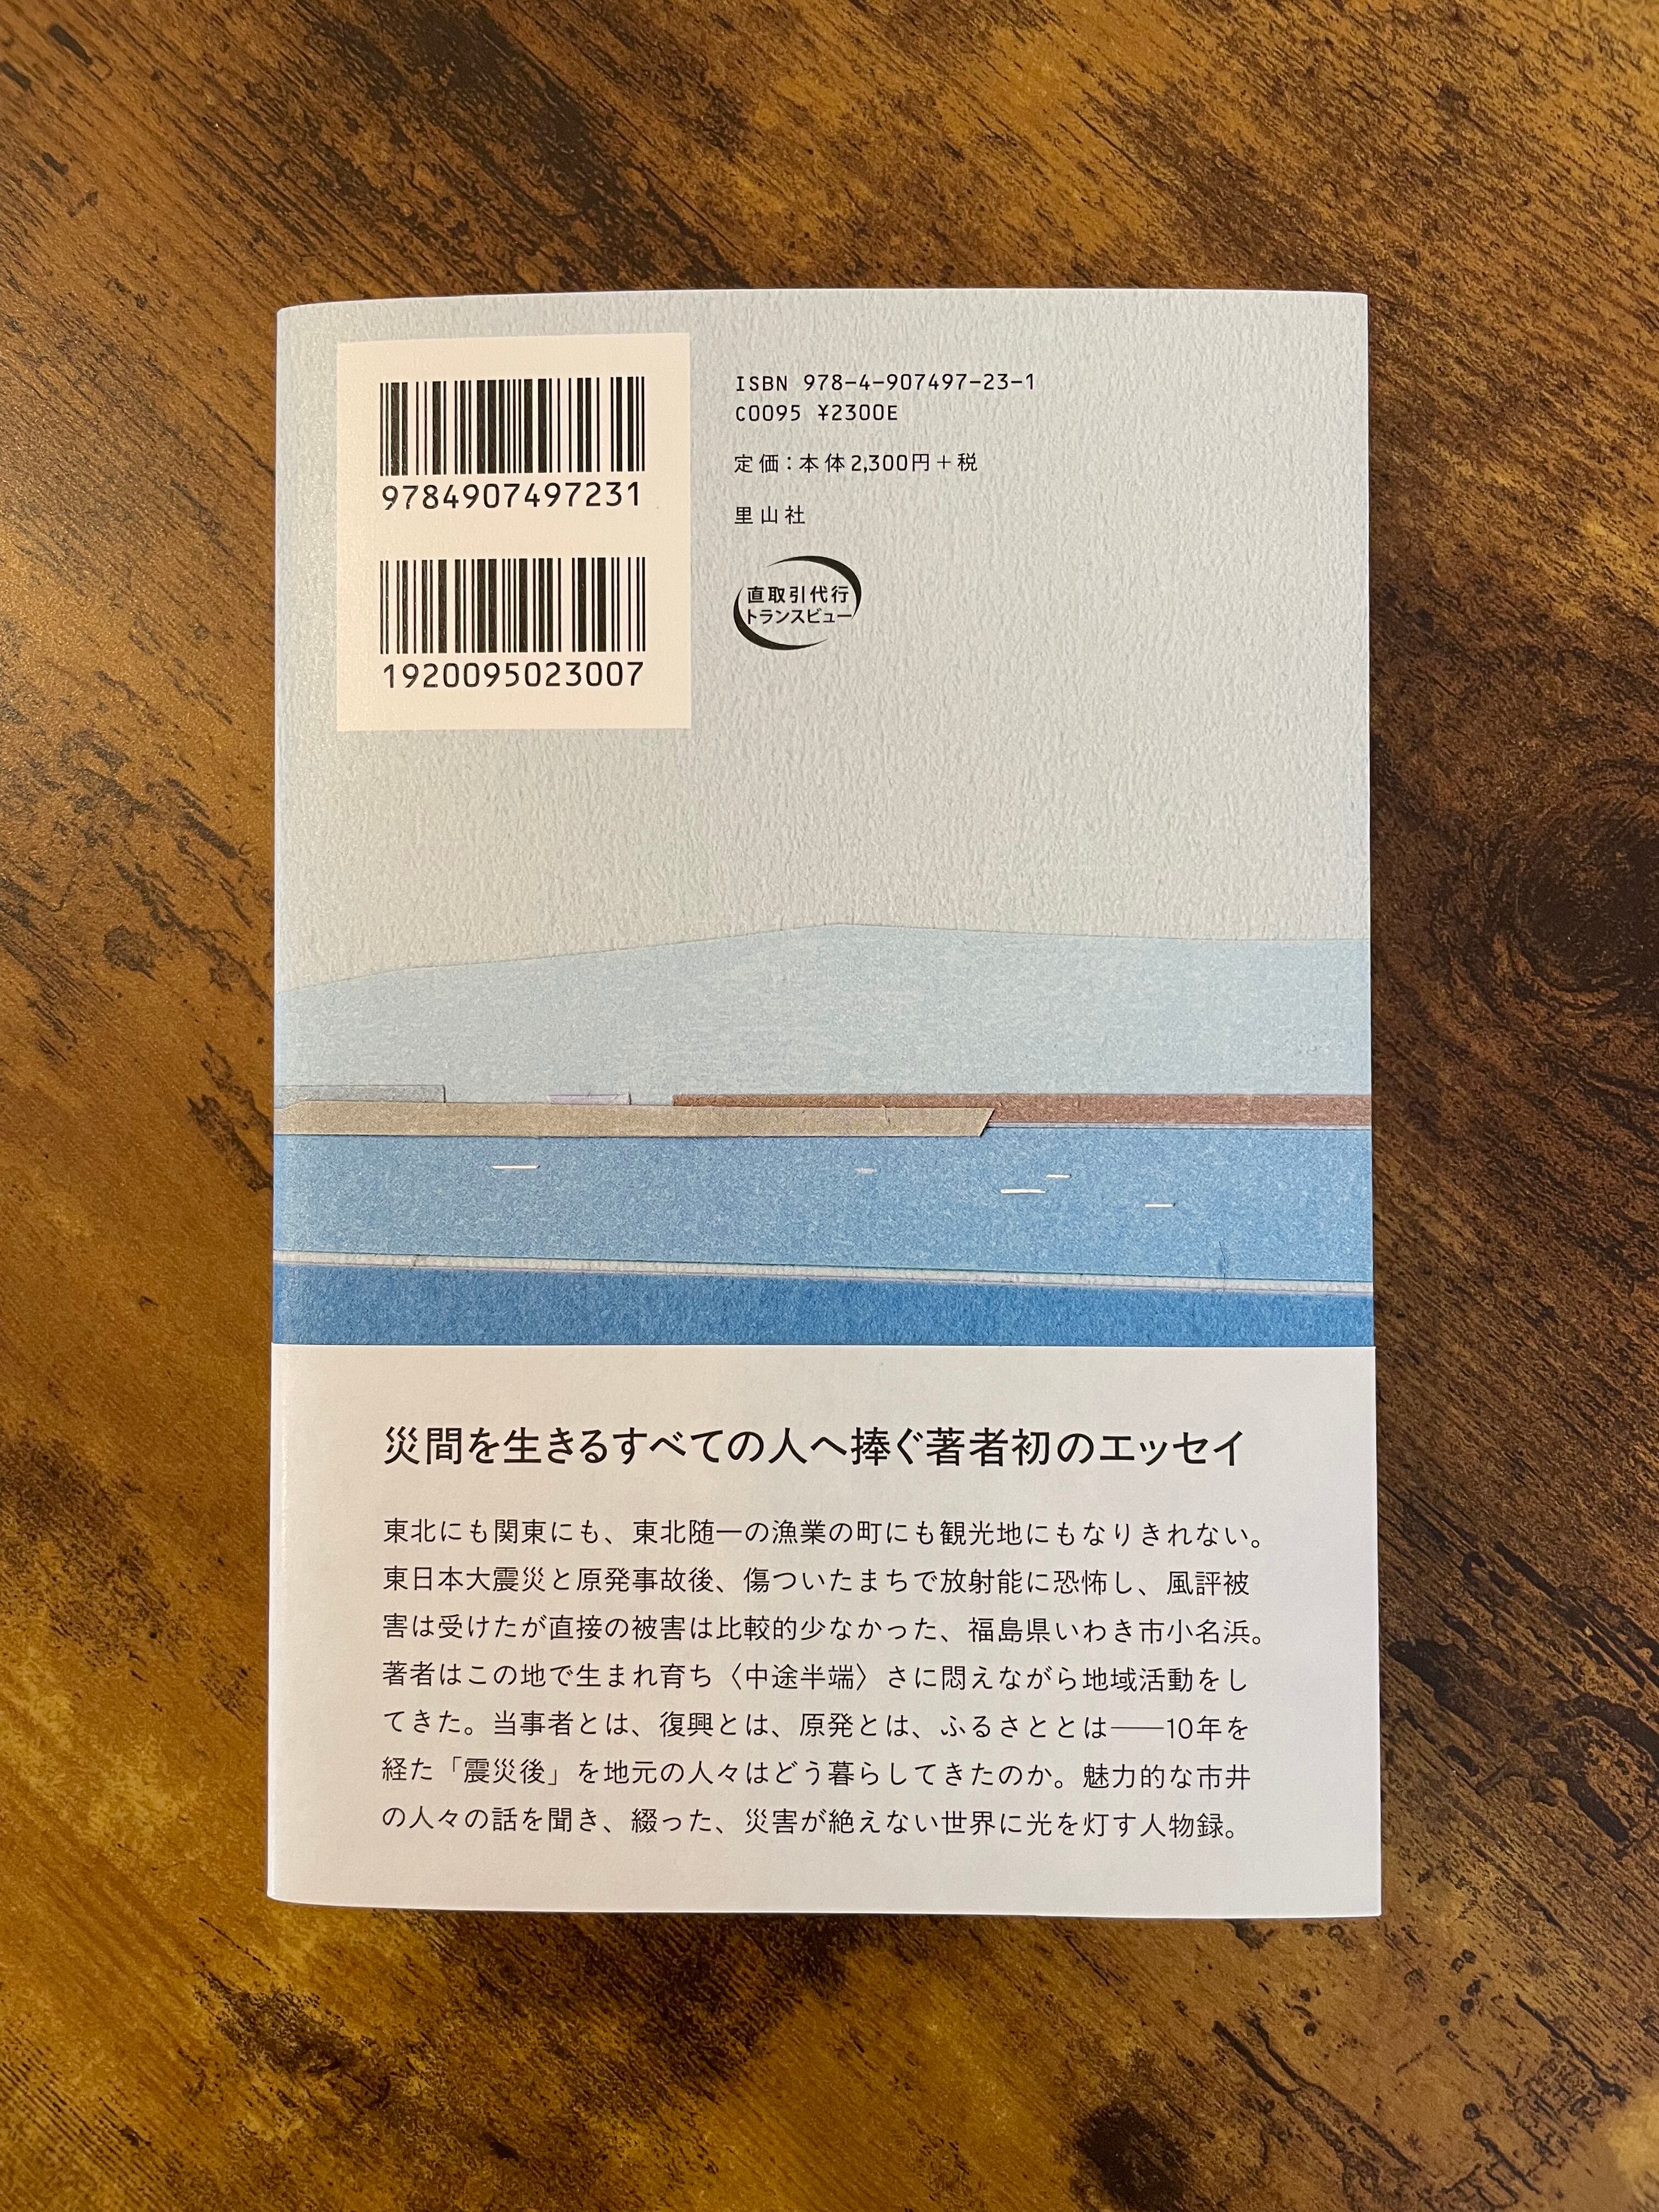 9784907497231
1920095023007
ISBN 978-4-907497-23-1
C0095 ¥2300E
定価：本体2,300円＋税
里山社
直取引代行
トランスビュー
災間を生きるすべての人へ捧ぐ著者初のエッセイ
東北にも関東にも、東北随一の漁業の町にも観光地にもなりきれない。
東日本大震災と原発事故後、傷ついたまちで放射能に恐怖し、風評被
害は受けたが直接の被害は比較的少なかった、福島県いわき市小名浜。
著者はこの地で生まれ育ち〈中途半端〉さに悶えながら地域活動をし
てきた。当事者とは、復興とは、原発とは、ふるさととは──10年を
経た「震災後」を地元の人々はどう暮らしてきたのか。魅力的な市井
の人々の話を聞き、綴った、災害が絶えない世界に光を灯す人物録。